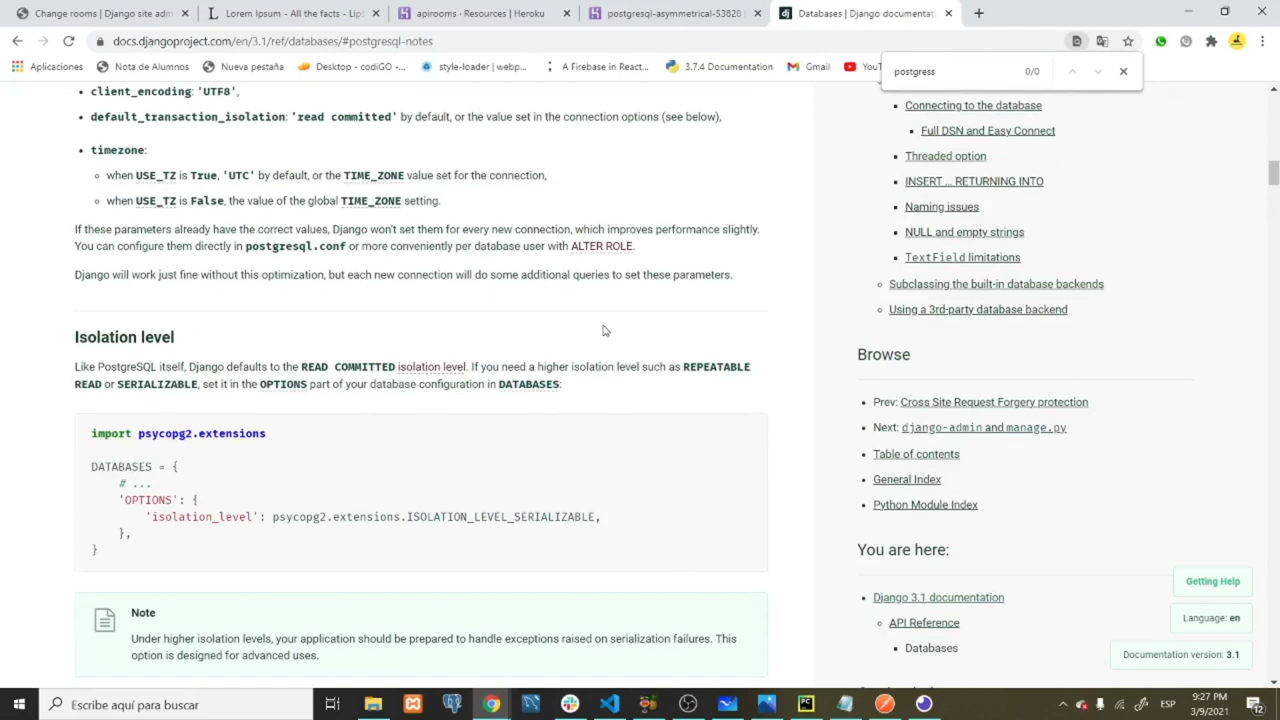 Change rooms | Django site adm
Lorem Ipsum - All the facts - Lips
apirooms · Resources | Heroku
postgresql-asymmetrical-53828 |
Databases | Django documentati
docs.djangoproject.com/en/3.1/ref/databases/#postgresql-notes
Aplicaciones
Nota de Alumnos
Nueva pestaña
Desktop - codiGO -...
style-loader | webp...
A Firebase in React...
3.7.4 Documentation
Gmail
postgress
0/0
client_encoding: 'UTF8',
default_transaction_isolation: 'read committed' by default, or the value set in the connection options (see below),
timezone:
when USE_TZ is True, 'UTC' by default, or the TIME_ZONE value set for the connection,
when USE_TZ is False, the value of the global TIME_ZONE setting.
If these parameters already have the correct values, Django won't set them for every new connection, which improves performance slightly.
You can configure them directly in postgresql.conf or more conveniently per database user with ALTER ROLE.
Django will work just fine without this optimization, but each new connection will do some additional queries to set these parameters.
Isolation level
Like PostgreSQL itself, Django defaults to the READ COMMITTED isolation level. If you need a higher isolation level such as REPEATABLE
READ or SERIALIZABLE, set it in the OPTIONS part of your database configuration in DATABASES:
import psycopg2.extensions
DATABASES = {
# ...
'OPTIONS': {
'isolation_level': psycopg2.extensions.ISOLATION_LEVEL_SERIALIZABLE,
},
}
Note
Under higher isolation levels, your application should be prepared to handle exceptions raised on serialization failures. This
option is designed for advanced uses.
Connecting to the database
Full DSN and Easy Connect
Threaded option
INSERT ... RETURNING INTO
Naming issues
NULL and empty strings
TextField limitations
Subclassing the built-in database backends
Using a 3rd-party database backend
Browse
Prev: Cross Site Request Forgery protection
Next: django-admin and manage.py
Table of contents
General Index
Python Module Index
You are here:
Django 3.1 documentation
API Reference
Databases
Getting Help
Language: en
Documentation version: 3.1
Escribe aquí para buscar
ESP
9:27 PM
3/9/2021
12